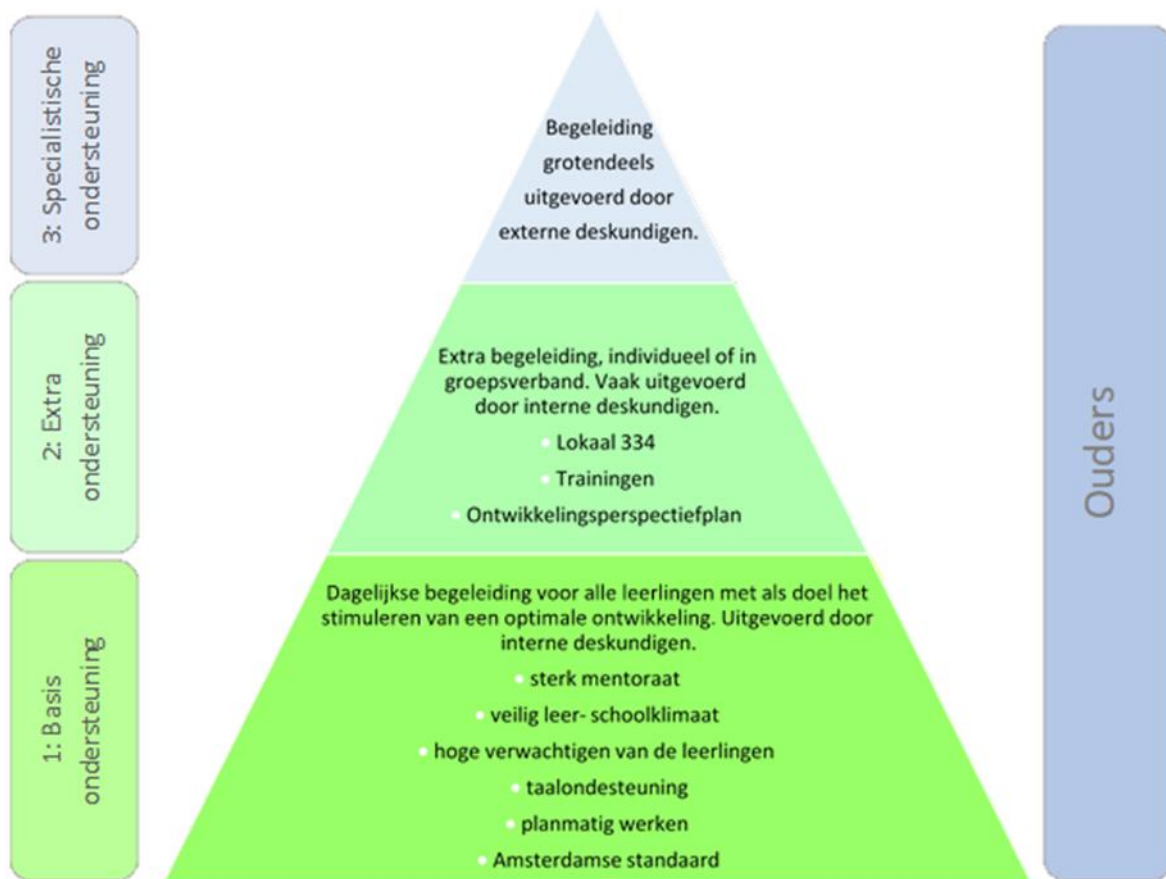 3: Specialistische
ondersteuning
Begeleiding
grotendeels
uitgevoerd door
externe deskundigen.
2: Extra
ondersteuning
Extra begeleiding, individueel of in
groepsverband. Vaak uitgevoerd
door interne deskundigen.
• Lokaal 334
• Trainingen
• Ontwikkelingsperspectiefplan
1: Basis
ondersteuning
Dagelijkse begeleiding voor alle leerlingen met als doel het
stimuleren van een optimale ontwikkeling. Uitgevoerd door
interne deskundigen.
• sterk mentoraat
• veilig leer- schoolklimaat
• hoge verwachtigen van de leerlingen
• taalondesteuning
• planmatig werken
• Amsterdamse standaard
Ouders